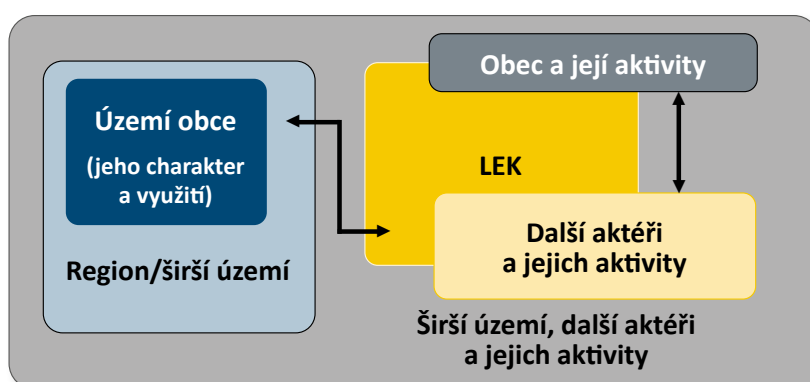 Obec a její aktivity
Území obce
(jeho charakter
a využití)
LEK
Region/širší území
Další aktéři
a jejich aktivity
Širší území, další aktéři
a jejich aktivity